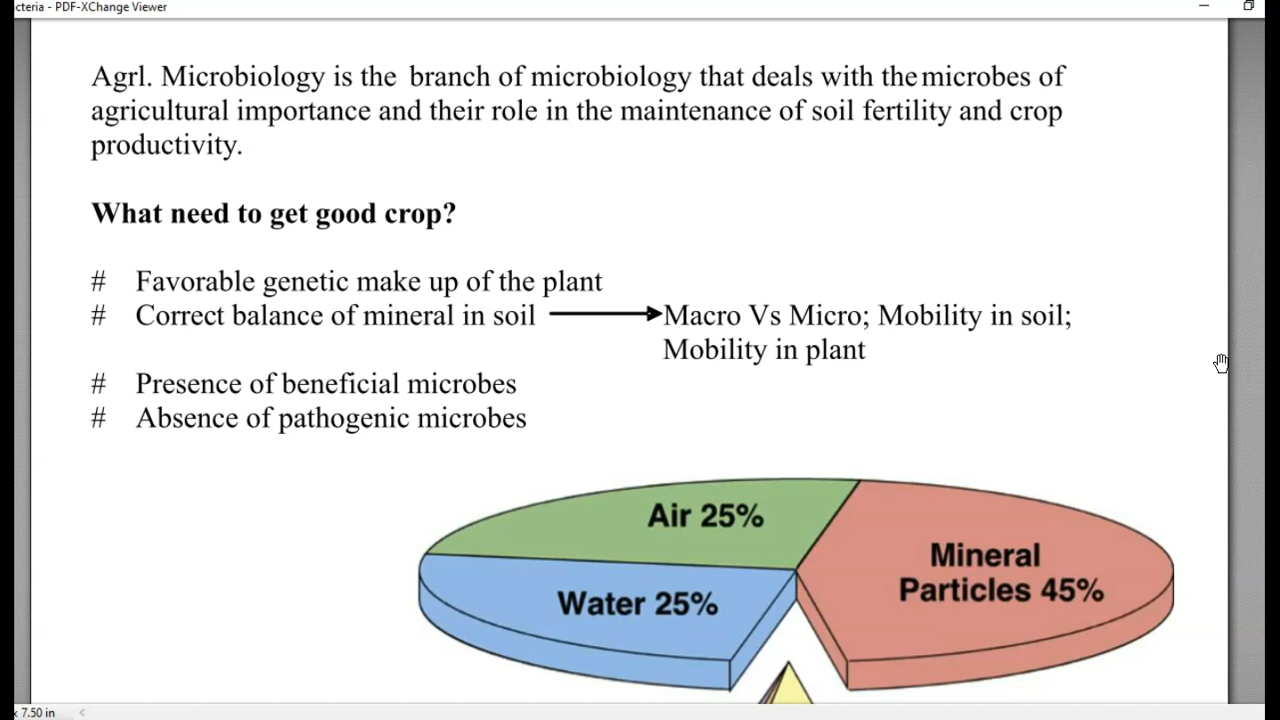 cteria - PDF-XChange Viewer
Agrl. Microbiology is the branch of microbiology that deals with the microbes of
agricultural importance and their role in the maintenance of soil fertility and crop
productivity.
What need to get good crop?
# Favorable genetic make up of the plant
# Correct balance of mineral in soil Macro Vs Micro; Mobility in soil;
Mobility in plant
# Presence of beneficial microbes
# Absence of pathogenic microbes
Air 25%
Mineral
Particles 45%
Water 25%
x 7.50 in